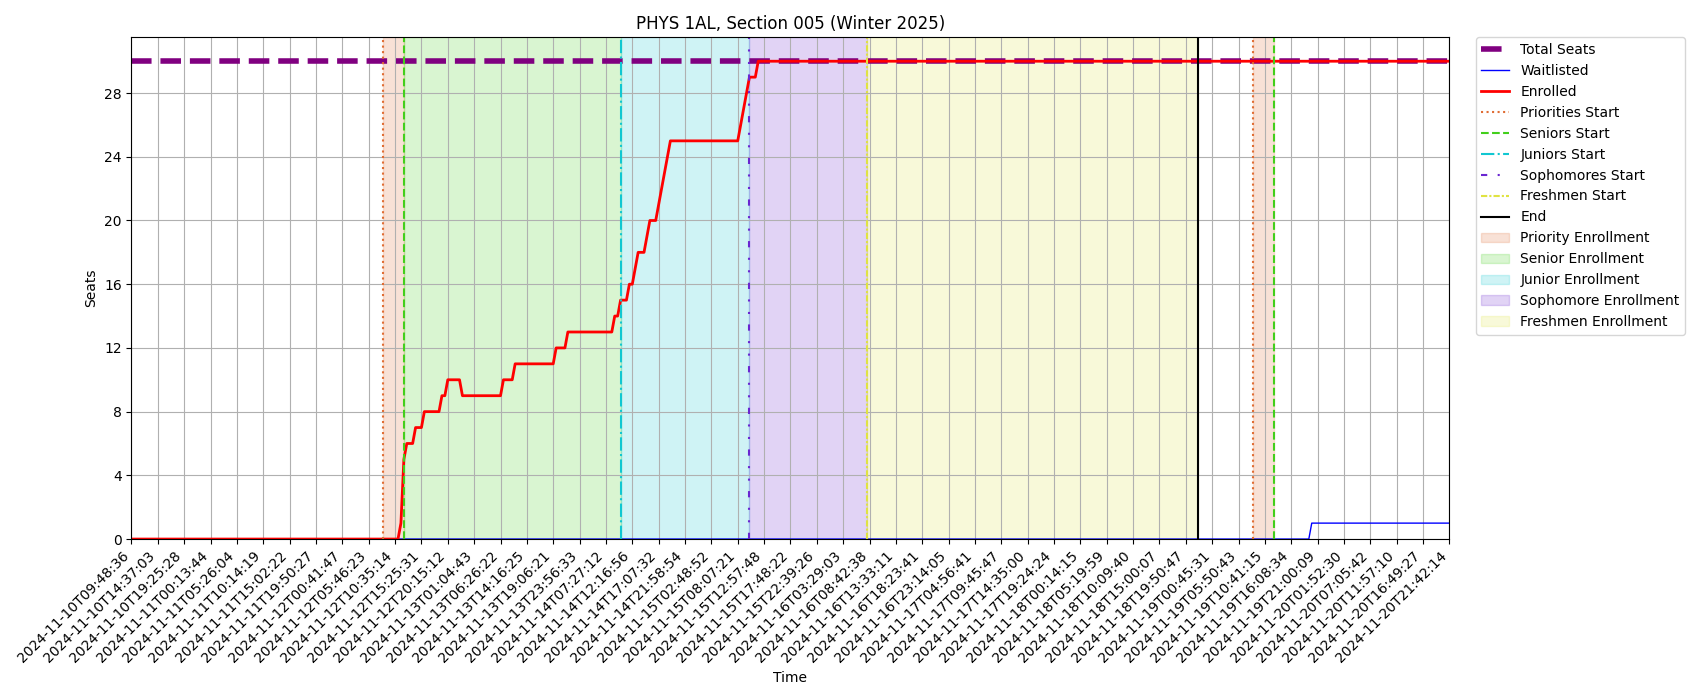 PHYS 1AL, Section 005 (Winter 2025)
Total Seats
Waitlisted
Enrolled
Priorities Start
Seniors Start
Juniors Start
Sophomores Start
Freshmen Start
End
Priority Enrollment
Senior Enrollment
Junior Enrollment
Sophomore Enrollment
Freshmen Enrollment
Seats
28
24
20
16
12
8
4
0
2024-11-10T09:48:36
2024-11-10T14:37:03
2024-11-10T19:25:28
2024-11-11T00:13:44
2024-11-11T05:26:04
2024-11-11T10:14:19
2024-11-11T15:02:22
2024-11-11T19:50:27
2024-11-12T00:41:47
2024-11-12T05:46:23
2024-11-12T10:35:14
2024-11-12T15:25:31
2024-11-12T20:15:12
2024-11-13T01:04:43
2024-11-13T06:26:22
2024-11-13T14:16:25
2024-11-13T19:06:21
2024-11-13T23:56:33
2024-11-14T07:27:12
2024-11-14T12:16:56
2024-11-14T17:07:32
2024-11-14T21:58:54
2024-11-15T02:48:52
2024-11-15T08:07:21
2024-11-15T12:57:48
2024-11-15T17:48:22
2024-11-15T22:39:26
2024-11-16T03:29:03
2024-11-16T08:42:38
2024-11-16T13:33:11
2024-11-16T18:23:41
2024-11-16T23:14:05
2024-11-17T04:56:41
2024-11-17T09:45:47
2024-11-17T14:35:00
2024-11-17T19:24:24
2024-11-18T00:14:15
2024-11-18T05:19:59
2024-11-18T10:09:40
2024-11-18T15:00:07
2024-11-18T19:50:47
2024-11-19T00:45:31
2024-11-19T05:50:43
2024-11-19T10:41:15
2024-11-19T16:08:34
2024-11-19T21:00:09
2024-11-20T01:52:30
2024-11-20T07:05:42
2024-11-20T11:57:10
2024-11-20T16:49:27
2024-11-20T21:42:14
Time